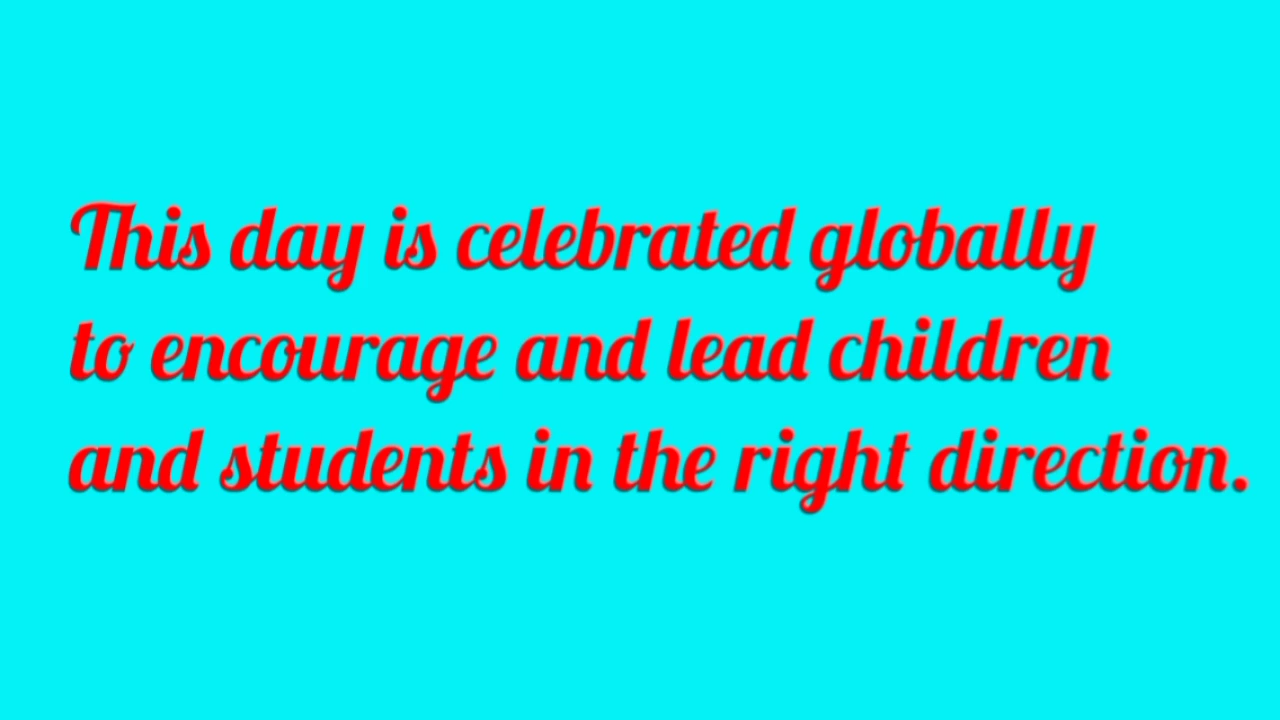 This day is celebrated globally
to encourage and lead children
and students in the right direction.